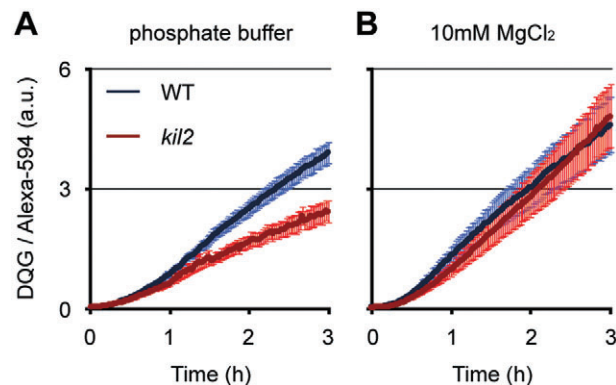 A
phosphate buffer
B
10mM MgCl₂
DQG / Alexa-594 (a.u.)
6
3
0
WT
kil2
0 1 2 3
0 1 2 3
Time (h)
Time (h)